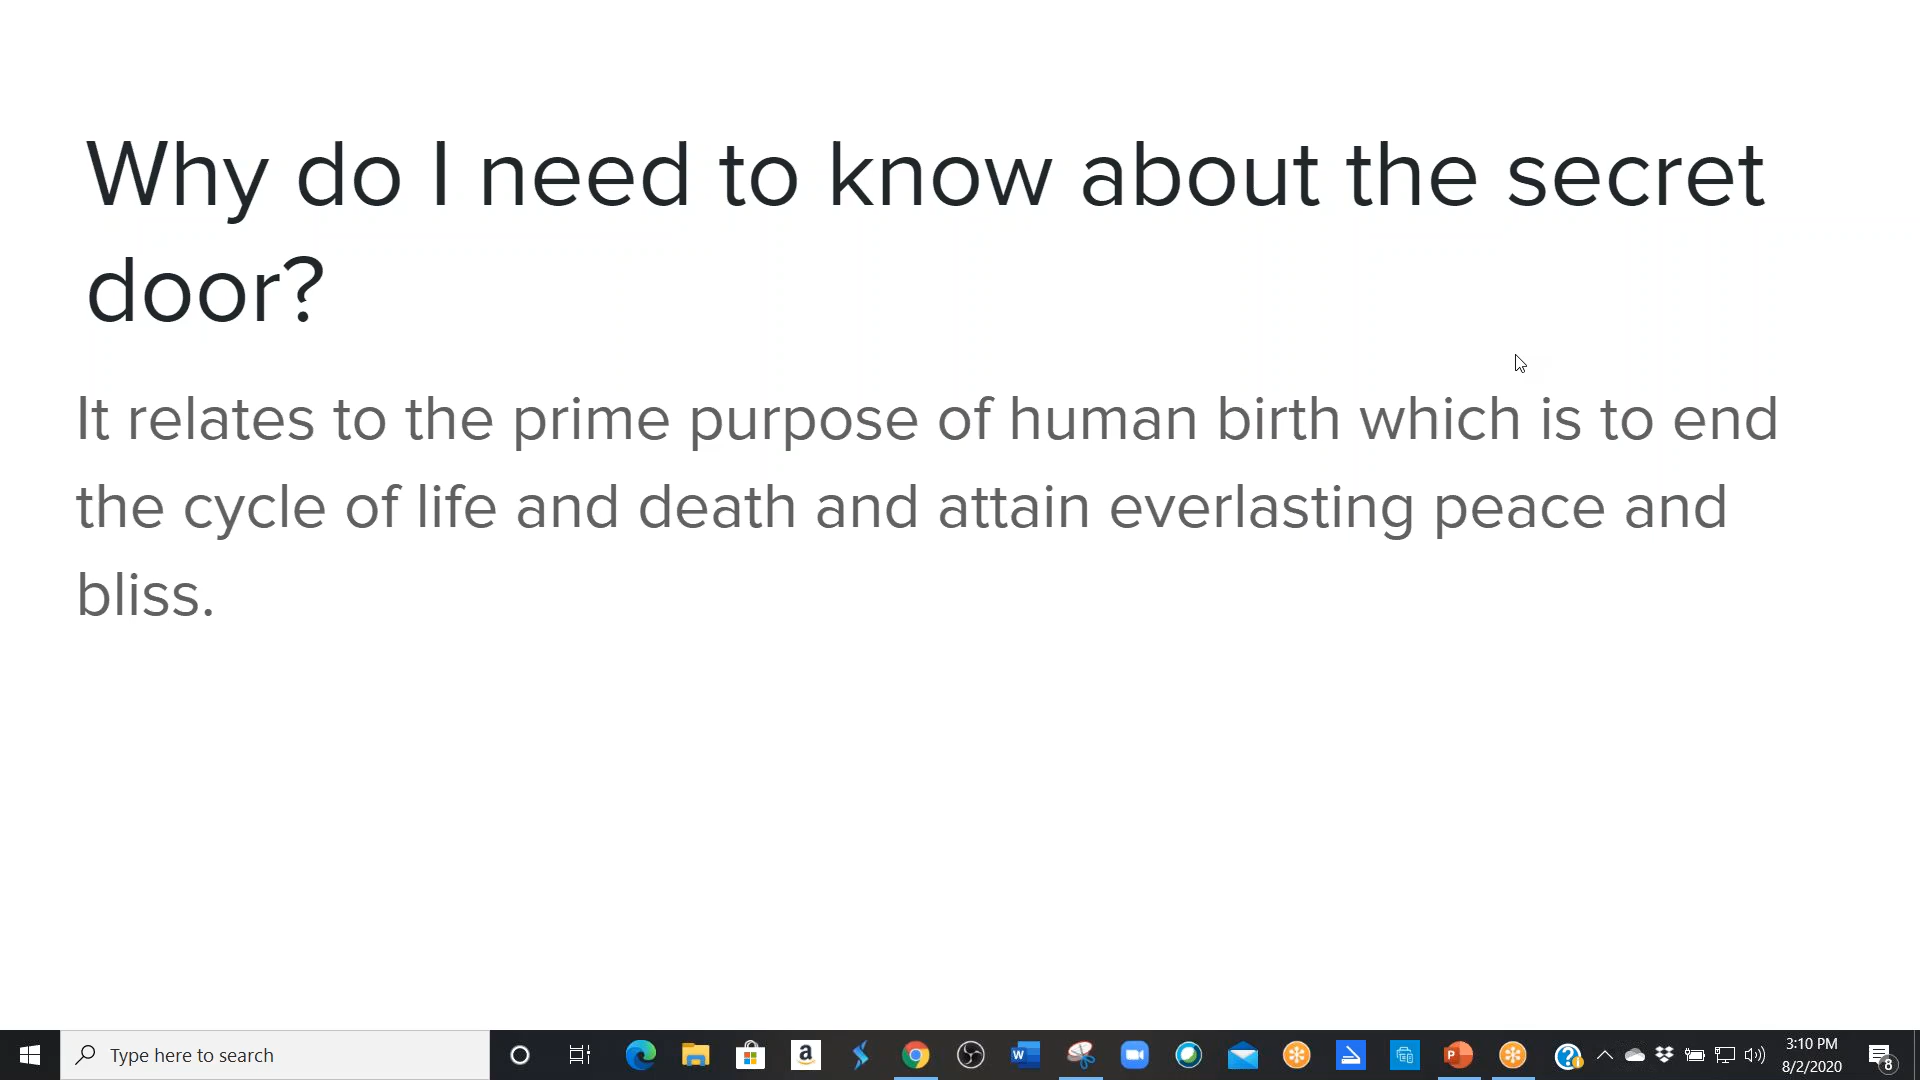 Why do I need to know about the secret
door?
It relates to the prime purpose of human birth which is to end
the cycle of life and death and attain everlasting peace and
bliss.
Type here to search
3:10 PM
8/2/2020
8